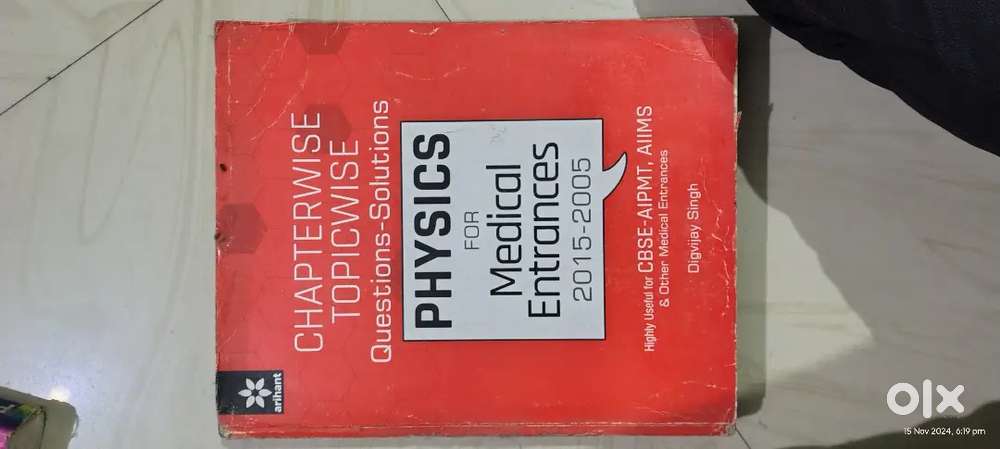 CHAPTERWISE
TOPICWISE
Questions-Solutions
PHYSICS
FOR
Medical
Entrances
2015-2005
Highly Useful for CBSE-AIPMT, AIIMS
& Other Medical Entrances
Digvijay Singh
arihant
olx
15 Nov 2024, 6:19 pm